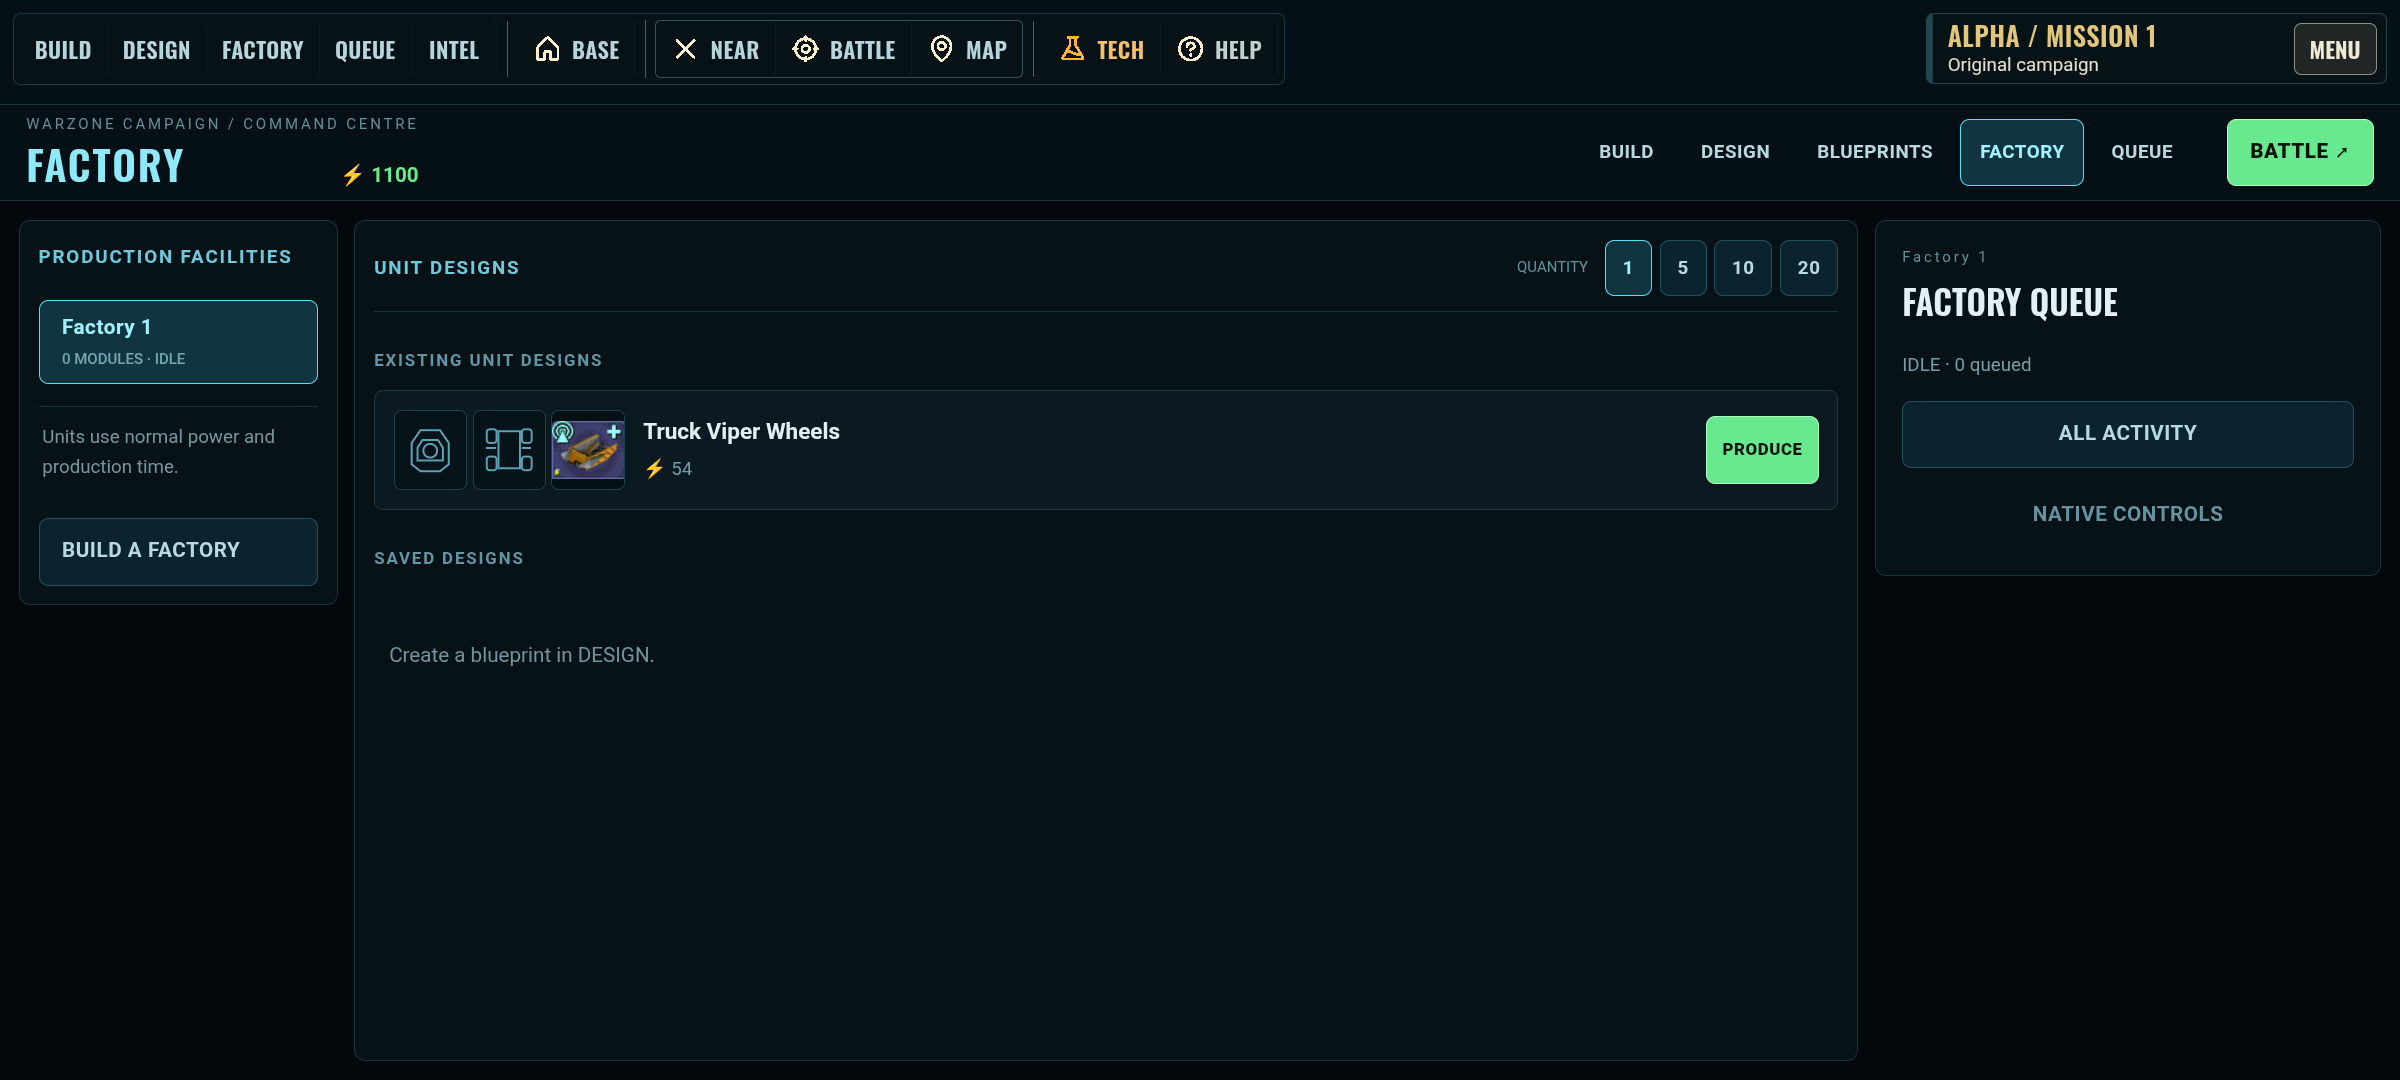 BUILD DESIGN FACTORY QUEUE INTEL BASE NEAR BATTLE MAP TECH HELP
ALPHA / MISSION 1
Original campaign
MENU
WARZONE CAMPAIGN / COMMAND CENTRE
FACTORY
⚡ 1100
BUILD DESIGN BLUEPRINTS FACTORY QUEUE BATTLE ↗
PRODUCTION FACILITIES
Factory 1
0 MODULES · IDLE
Units use normal power and
production time.
BUILD A FACTORY
UNIT DESIGNS
QUANTITY 1 5 10 20
EXISTING UNIT DESIGNS
Truck Viper Wheels
⚡ 54
PRODUCE
SAVED DESIGNS
Create a blueprint in DESIGN.
Factory 1
FACTORY QUEUE
IDLE · 0 queued
ALL ACTIVITY
NATIVE CONTROLS